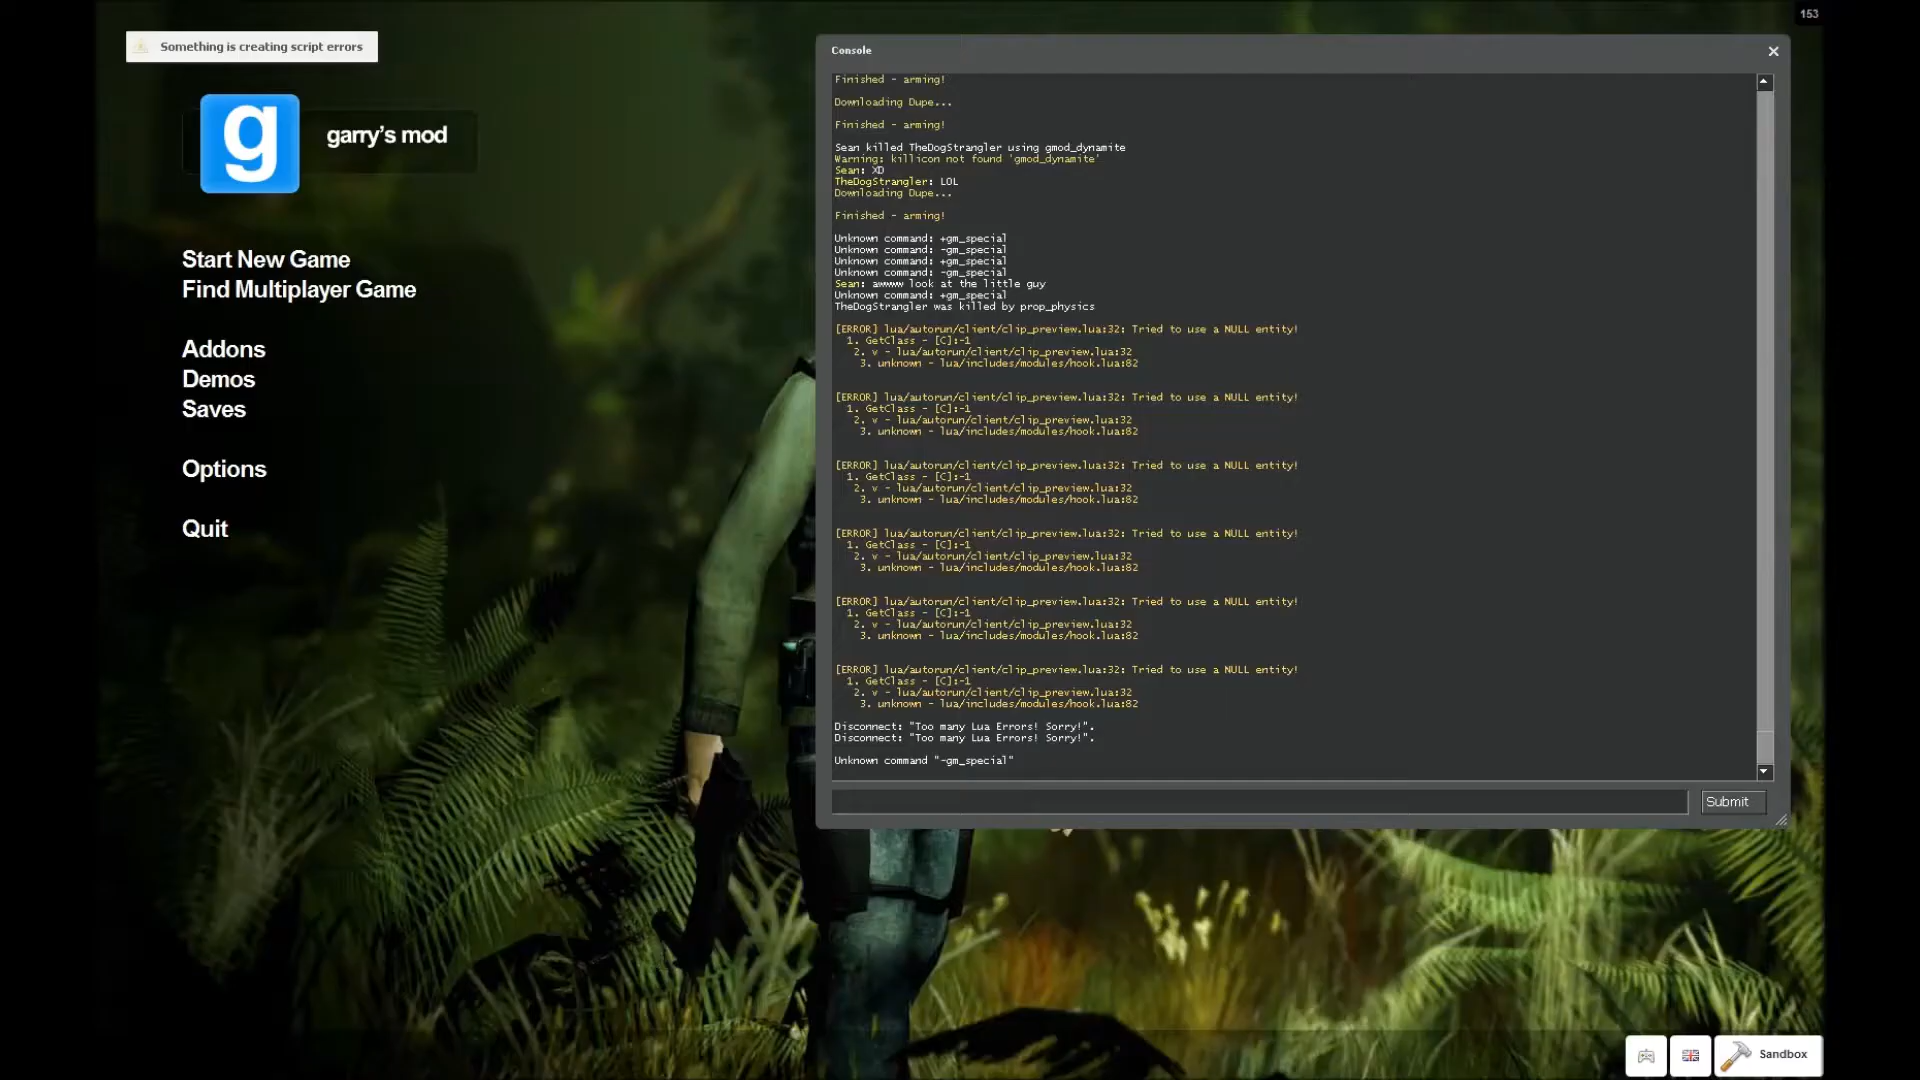 153
Something is creating script errors
g
garry's mod
Start New Game
Find Multiplayer Game
Addons
Demos
Saves
Options
Quit
Console
Finished - arming!
Downloading Dupe...
Finished - arming!
Sean killed TheDogStrangler using gmod_dynamite
Warning: killicon not found 'gmod_dynamite'
Sean: XD
TheDogStrangler: LOL
Downloading Dupe...
Finished - arming!
Unknown command: +gm_special
Unknown command: -gm_special
Unknown command: +gm_special
Unknown command: -gm_special
Sean: awwww look at the little guy
Unknown command: +gm_special
TheDogStrangler was killed by prop_physics
[ERROR] lua/autorun/client/clip_preview.lua:32: Tried to use a NULL entity!
1. GetClass - [C]:-1
2. v - lua/autorun/client/clip_preview.lua:32
3. unknown - lua/includes/modules/hook.lua:82
[ERROR] lua/autorun/client/clip_preview.lua:32: Tried to use a NULL entity!
1. GetClass - [C]:-1
2. v - lua/autorun/client/clip_preview.lua:32
3. unknown - lua/includes/modules/hook.lua:82
[ERROR] lua/autorun/client/clip_preview.lua:32: Tried to use a NULL entity!
1. GetClass - [C]:-1
2. v - lua/autorun/client/clip_preview.lua:32
3. unknown - lua/includes/modules/hook.lua:82
[ERROR] lua/autorun/client/clip_preview.lua:32: Tried to use a NULL entity!
1. GetClass - [C]:-1
2. v - lua/autorun/client/clip_preview.lua:32
3. unknown - lua/includes/modules/hook.lua:82
[ERROR] lua/autorun/client/clip_preview.lua:32: Tried to use a NULL entity!
1. GetClass - [C]:-1
2. v - lua/autorun/client/clip_preview.lua:32
3. unknown - lua/includes/modules/hook.lua:82
[ERROR] lua/autorun/client/clip_preview.lua:32: Tried to use a NULL entity!
1. GetClass - [C]:-1
2. v - lua/autorun/client/clip_preview.lua:32
3. unknown - lua/includes/modules/hook.lua:82
Disconnect: "Too many Lua Errors! Sorry!".
Disconnect: "Too many Lua Errors! Sorry!".
Unknown command "-gm_special"
Submit
Sandbox